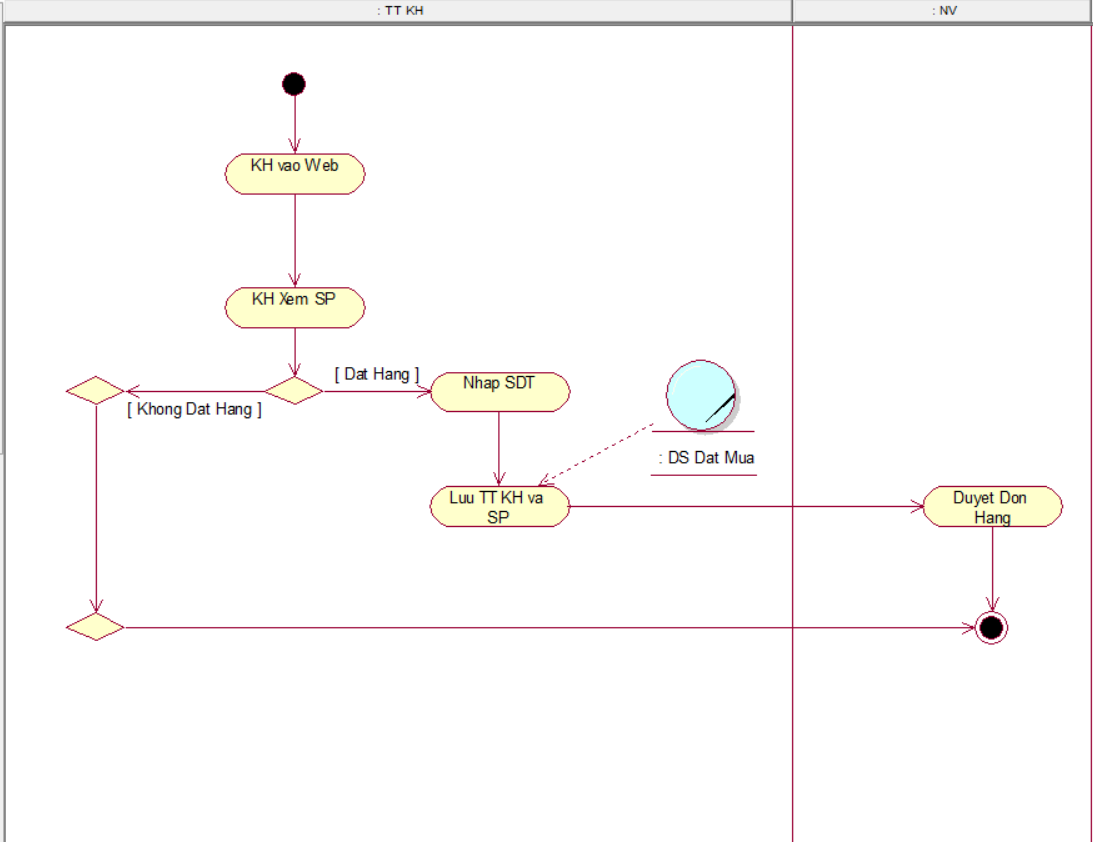 : TT KH
: NV
KH vao Web
KH Xem SP
[ Dat Hang ]
[ Khong Dat Hang ]
Nhap SDT
: DS Dat Mua
Luu TT KH va
SP
Duyet Don
Hang